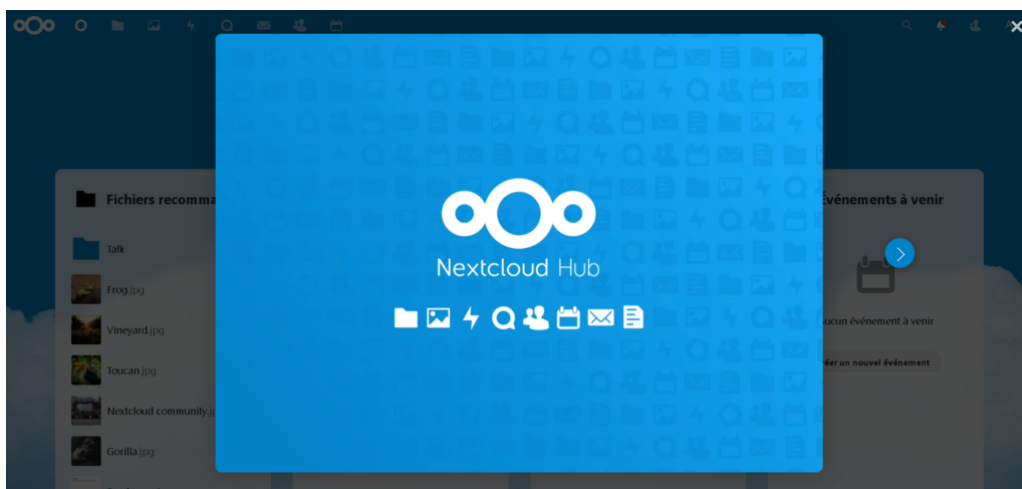 Nextcloud Hub
Fichiers recomma
Talk
Frog.jpg
Vineyard.jpg
Toucan.jpg
Nextcloud community.jp
Gorilla.jpg
Événements à venir
ucun événement à venir
éer un nouvel événement